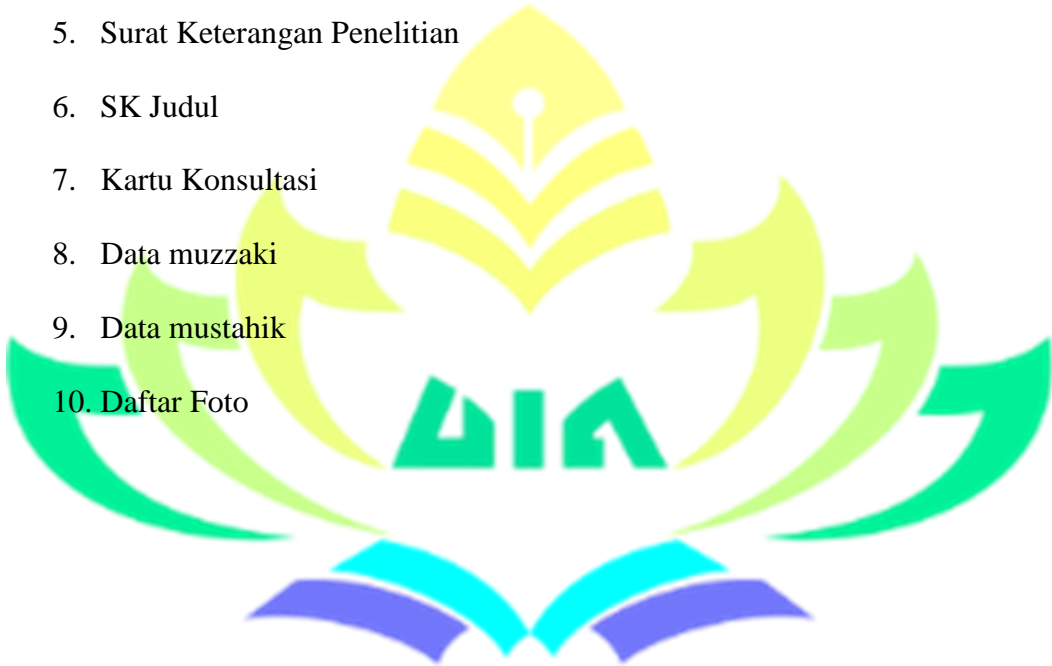 5. Surat Keterangan Penelitian
6. SK Judul
7. Kartu Konsultasi
8. Data muzzaki
9. Data mustahik
10. Daftar Foto
UIN